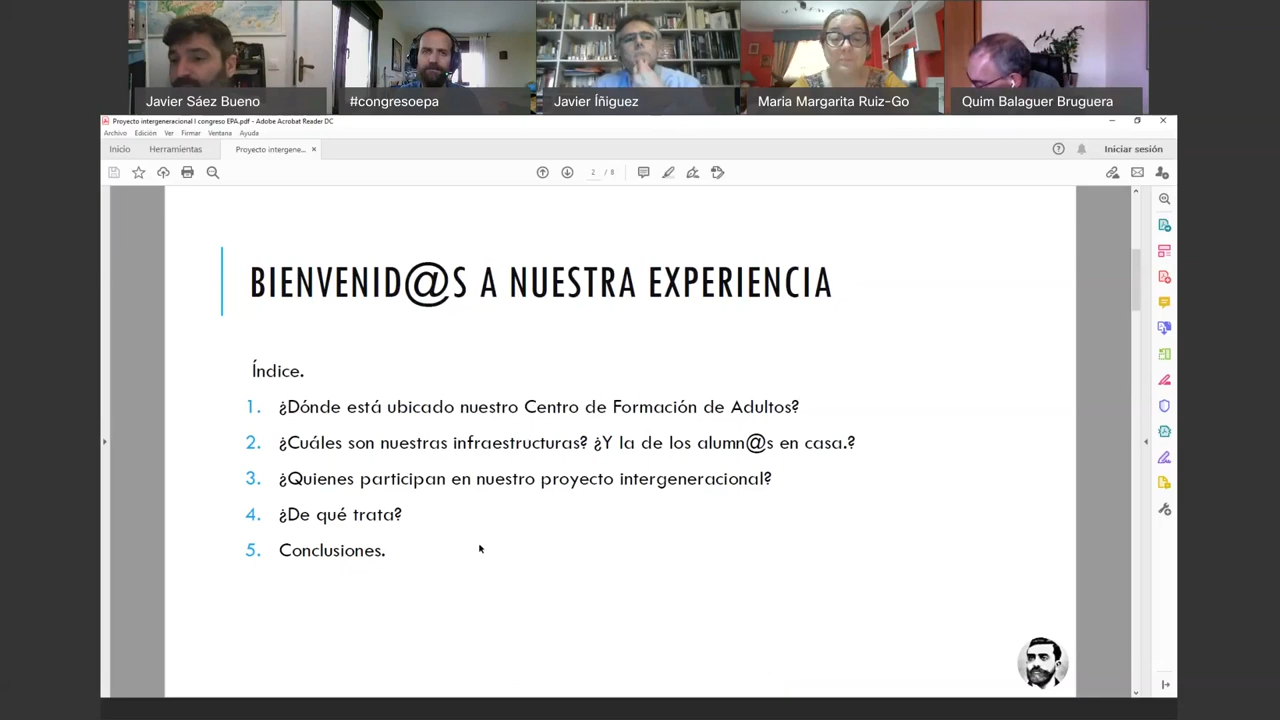 Javier Sáez Bueno
#congresoepa
Javier Íñiguez
Maria Margarita Ruiz-Go
Quim Balaguer Bruguera
Proyecto intergeneracional I congreso EPA.pdf - Adobe Acrobat Reader DC
Archivo Edición Ver Firmar Ventana Ayuda
Inicio Herramientas Proyecto intergene... Iniciar sesión
2 / 8
BIENVENID@S A NUESTRA EXPERIENCIA
Índice.
1. ¿Dónde está ubicado nuestro Centro de Formación de Adultos?
2. ¿Cuáles son nuestras infraestructuras? ¿Y la de los alumn@s en casa.?
3. ¿Quienes participan en nuestro proyecto intergeneracional?
4. ¿De qué trata?
5. Conclusiones.